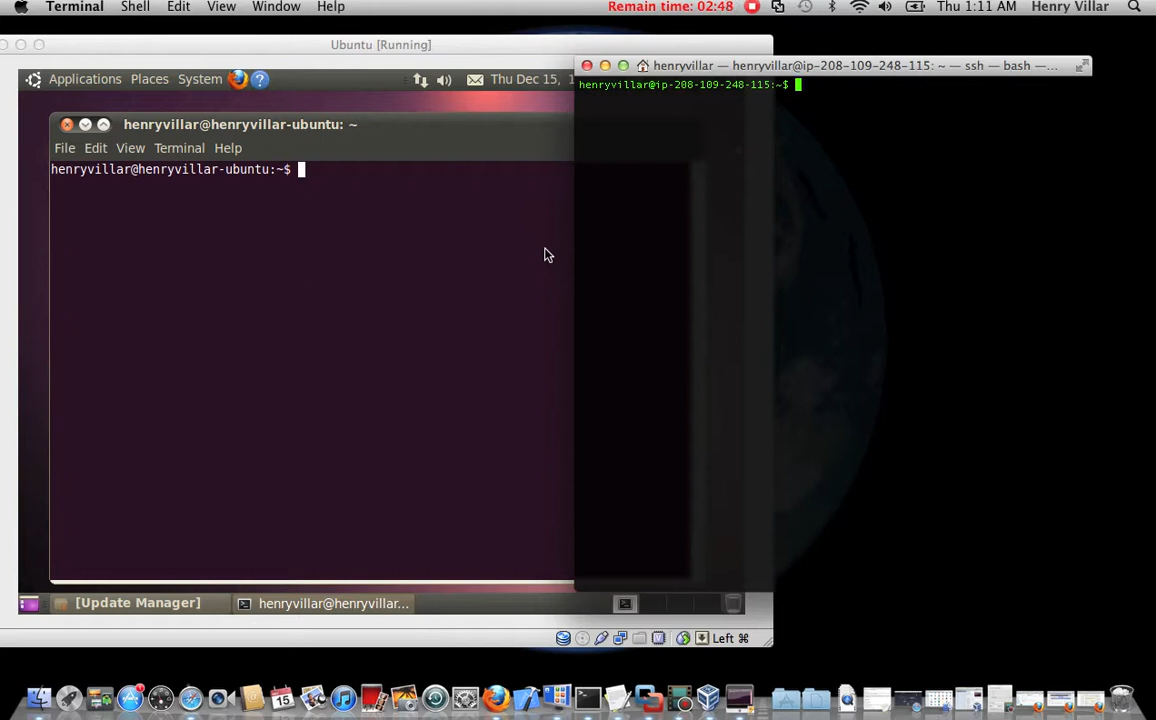 Terminal Shell Edit View Window Help Remain time: 02:48 Thu 1:11 AM Henry Villar
Ubuntu [Running]
henryvillar — henryvillar@ip-208-109-248-115: ~ — ssh — bash —...
Applications Places System Thu Dec 15, 1
henryvillar@ip-208-109-248-115:~$
henryvillar@henryvillar-ubuntu: ~
File Edit View Terminal Help
henryvillar@henryvillar-ubuntu:~$
[Update Manager] henryvillar@henryvillar...
Left ⌘
15